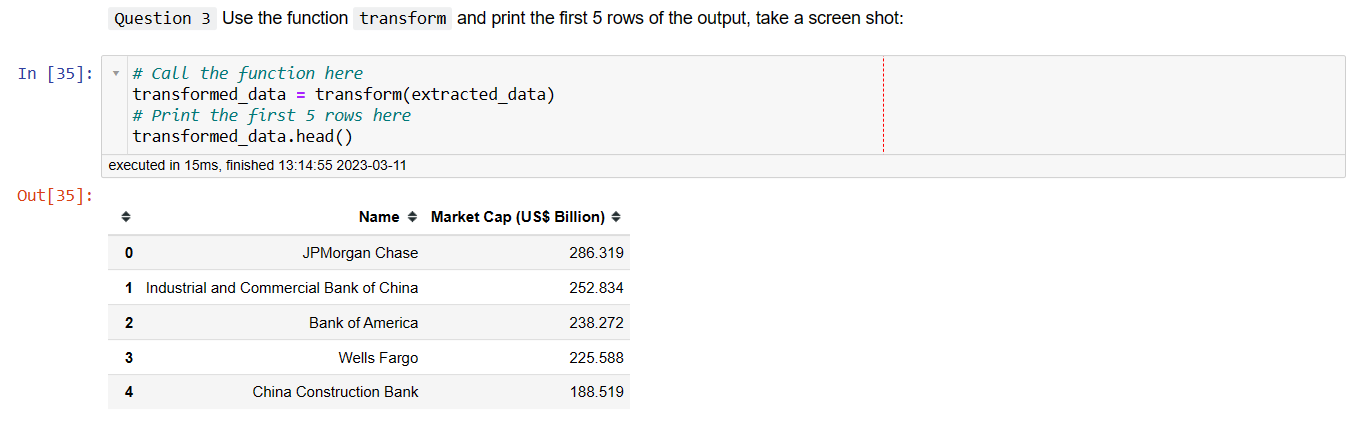 Question 3 Use the function transform and print the first 5 rows of the output, take a screen shot:
In [35]:
# Call the function here
transformed_data = transform(extracted_data)
# Print the first 5 rows here
transformed_data.head()
executed in 15ms, finished 13:14:55 2023-03-11
Out[35]:
Name Market Cap (US$ Billion)
0 JPMorgan Chase 286.319
1 Industrial and Commercial Bank of China 252.834
2 Bank of America 238.272
3 Wells Fargo 225.588
4 China Construction Bank 188.519